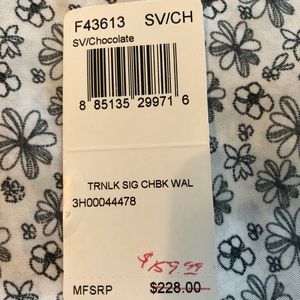 F43613 SV/CH
SV/Chocolate
8 85135 29971 6
TRNLK SIG CHBK WAL
3H00044478
$159.99
MFSRP $228.00